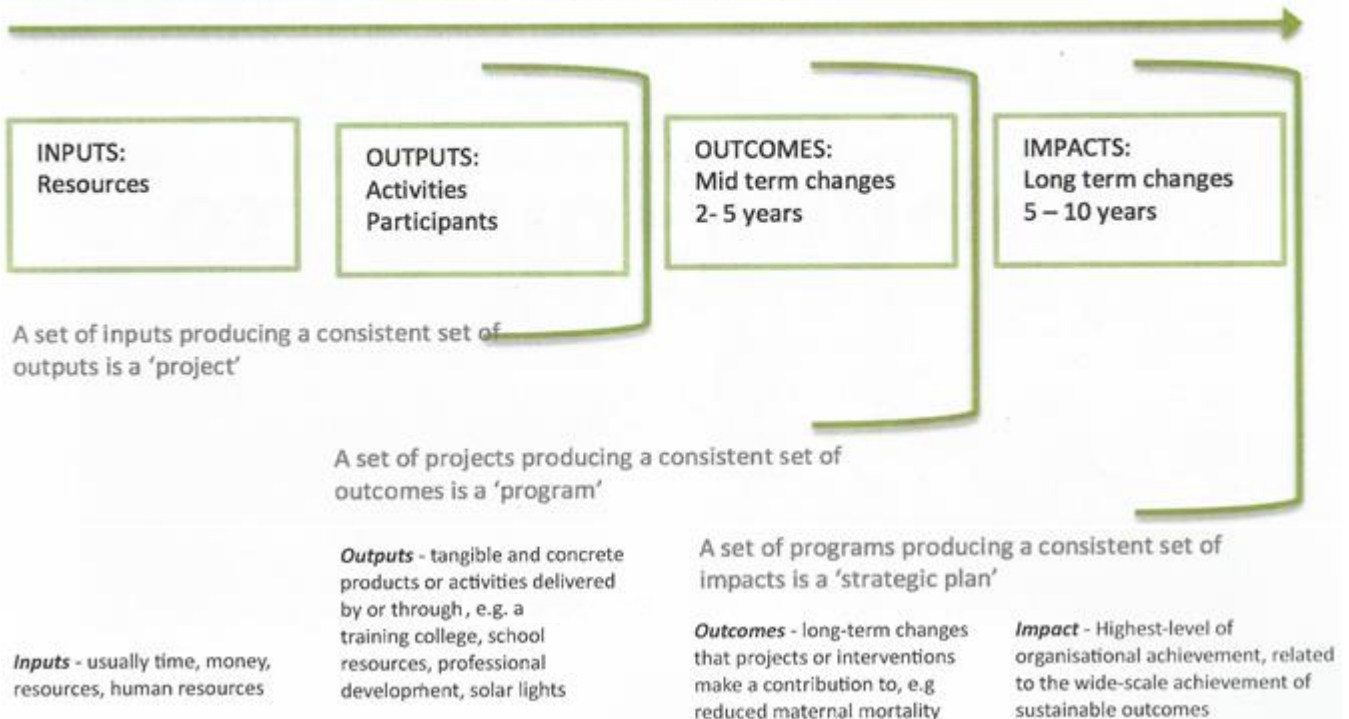 INPUTS:
Resources
OUTPUTS:
Activities
Participants
OUTCOMES:
Mid term changes
2- 5 years
IMPACTS:
Long term changes
5 – 10 years
A set of inputs producing a consistent set of
outputs is a ‘project’
A set of projects producing a consistent set of
outcomes is a ‘program’
A set of programs producing a consistent set of
impacts is a ‘strategic plan’
Inputs - usually time, money,
resources, human resources
Outputs - tangible and concrete
products or activities delivered
by or through , e.g. a
training college, school
resources, professional
development, solar lights
Outcomes - long-term changes
that projects or interventions
make a contribution to, e.g
reduced maternal mortality
Impact - Highest-level of
organisational achievement, related
to the wide-scale achievement of
sustainable outcomes